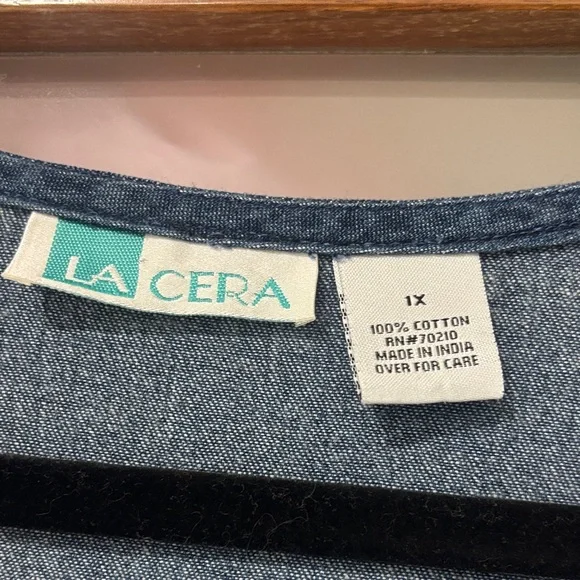 LA CERA
1X
100% COTTON
RN#70210
MADE IN INDIA
OVER FOR CARE